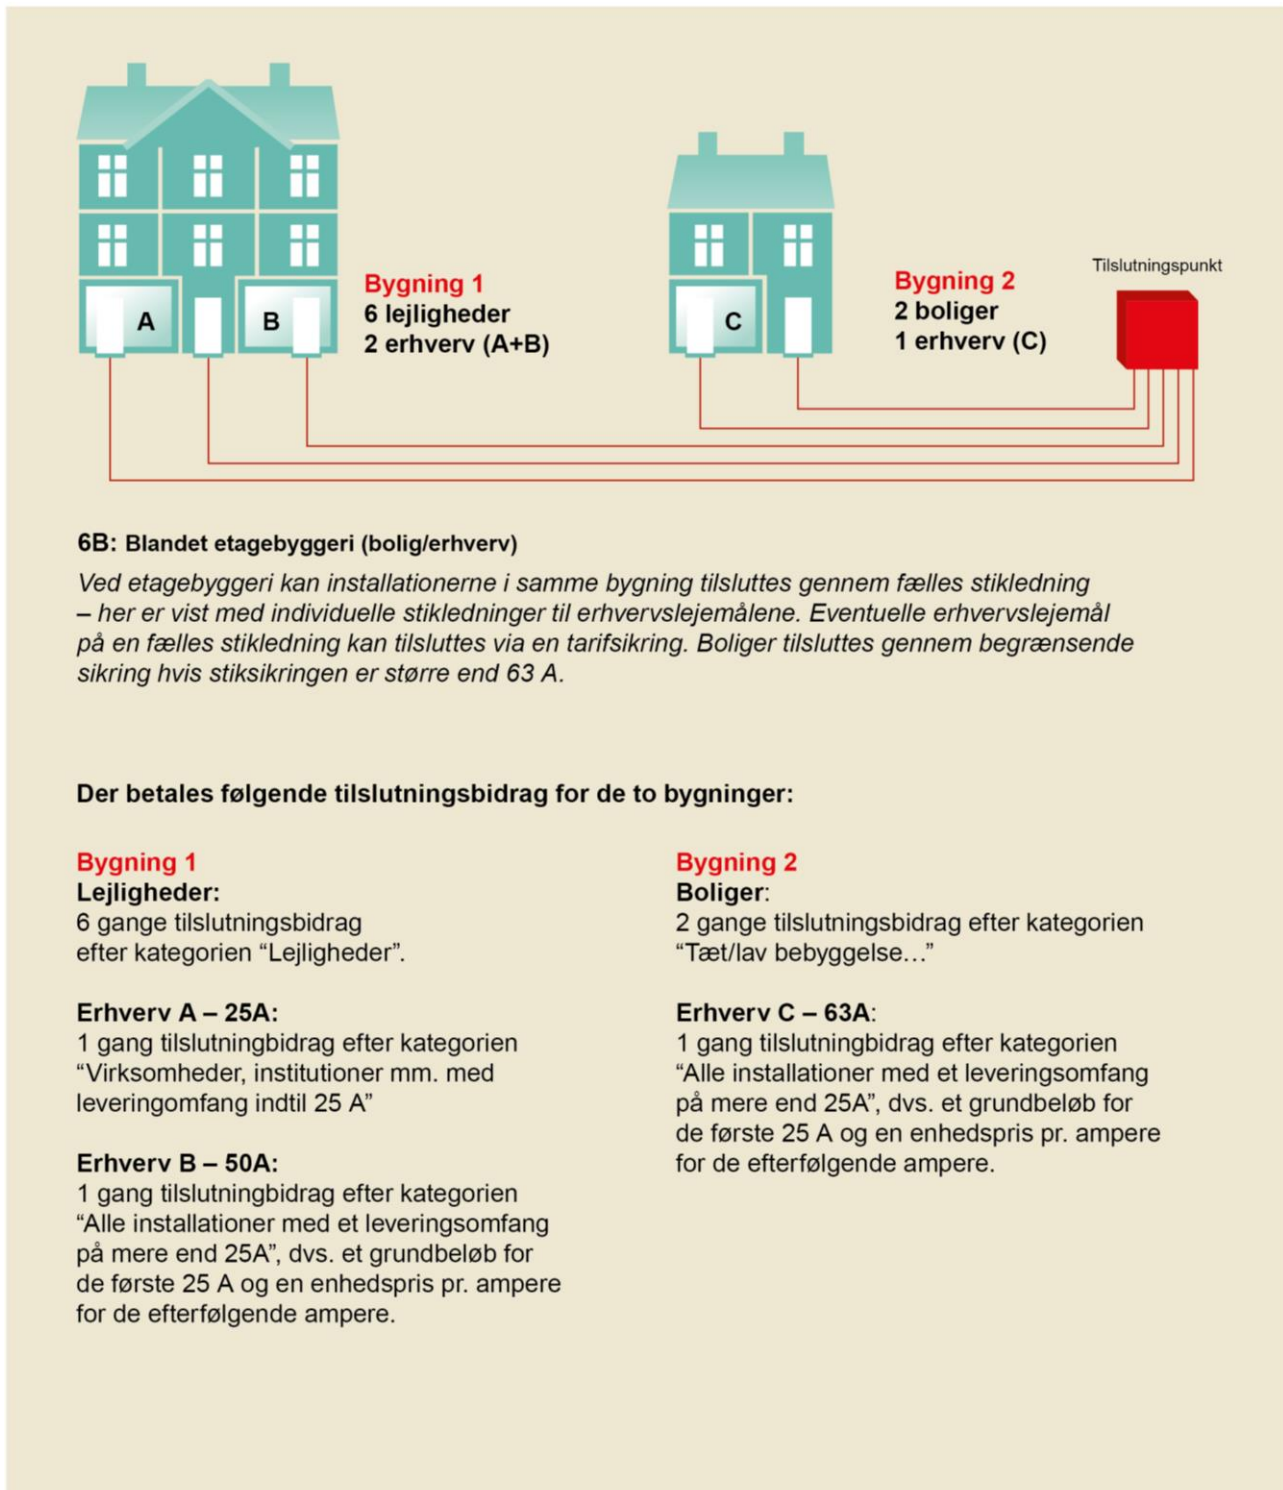 A
B
Bygning 1
6 lejligheder
2 erhverv (A+B)
C
Bygning 2
2 boliger
1 erhverv (C)
Tilslutningspunkt
6B: Blandet etagebyggeri (bolig/erhverv)
Ved etagebyggeri kan installationerne i samme bygning tilsluttes gennem fælles stikledning
– her er vist med individuelle stikledninger til erhvervslejemålene. Eventuelle erhvervslejemål
på en fælles stikledning kan tilsluttes via en tarifsikring. Boliger tilsluttes gennem begrænsende
sikring hvis stiksikringen er større end 63 A.
Der betales følgende tilslutningsbidrag for de to bygninger:
Bygning 1
Lejligheder:
6 gange tilslutningsbidrag
efter kategorien “Lejligheder”.
Erhverv A – 25A:
1 gang tilslutningbidrag efter kategorien
“Virksomheder, institutioner mm. med
leveringomfang indtil 25 A”
Erhverv B – 50A:
1 gang tilslutningbidrag efter kategorien
“Alle installationer med et leveringsomfang
på mere end 25A”, dvs. et grundbeløb for
de første 25 A og en enhedspris pr. ampere
for de efterfølgende ampere.
Bygning 2
Boliger:
2 gange tilslutningsbidrag efter kategorien
“Tæt/lav bebyggelse…”
Erhverv C – 63A:
1 gang tilslutningbidrag efter kategorien
“Alle installationer med et leveringsomfang
på mere end 25A”, dvs. et grundbeløb for
de første 25 A og en enhedspris pr. ampere
for de efterfølgende ampere.